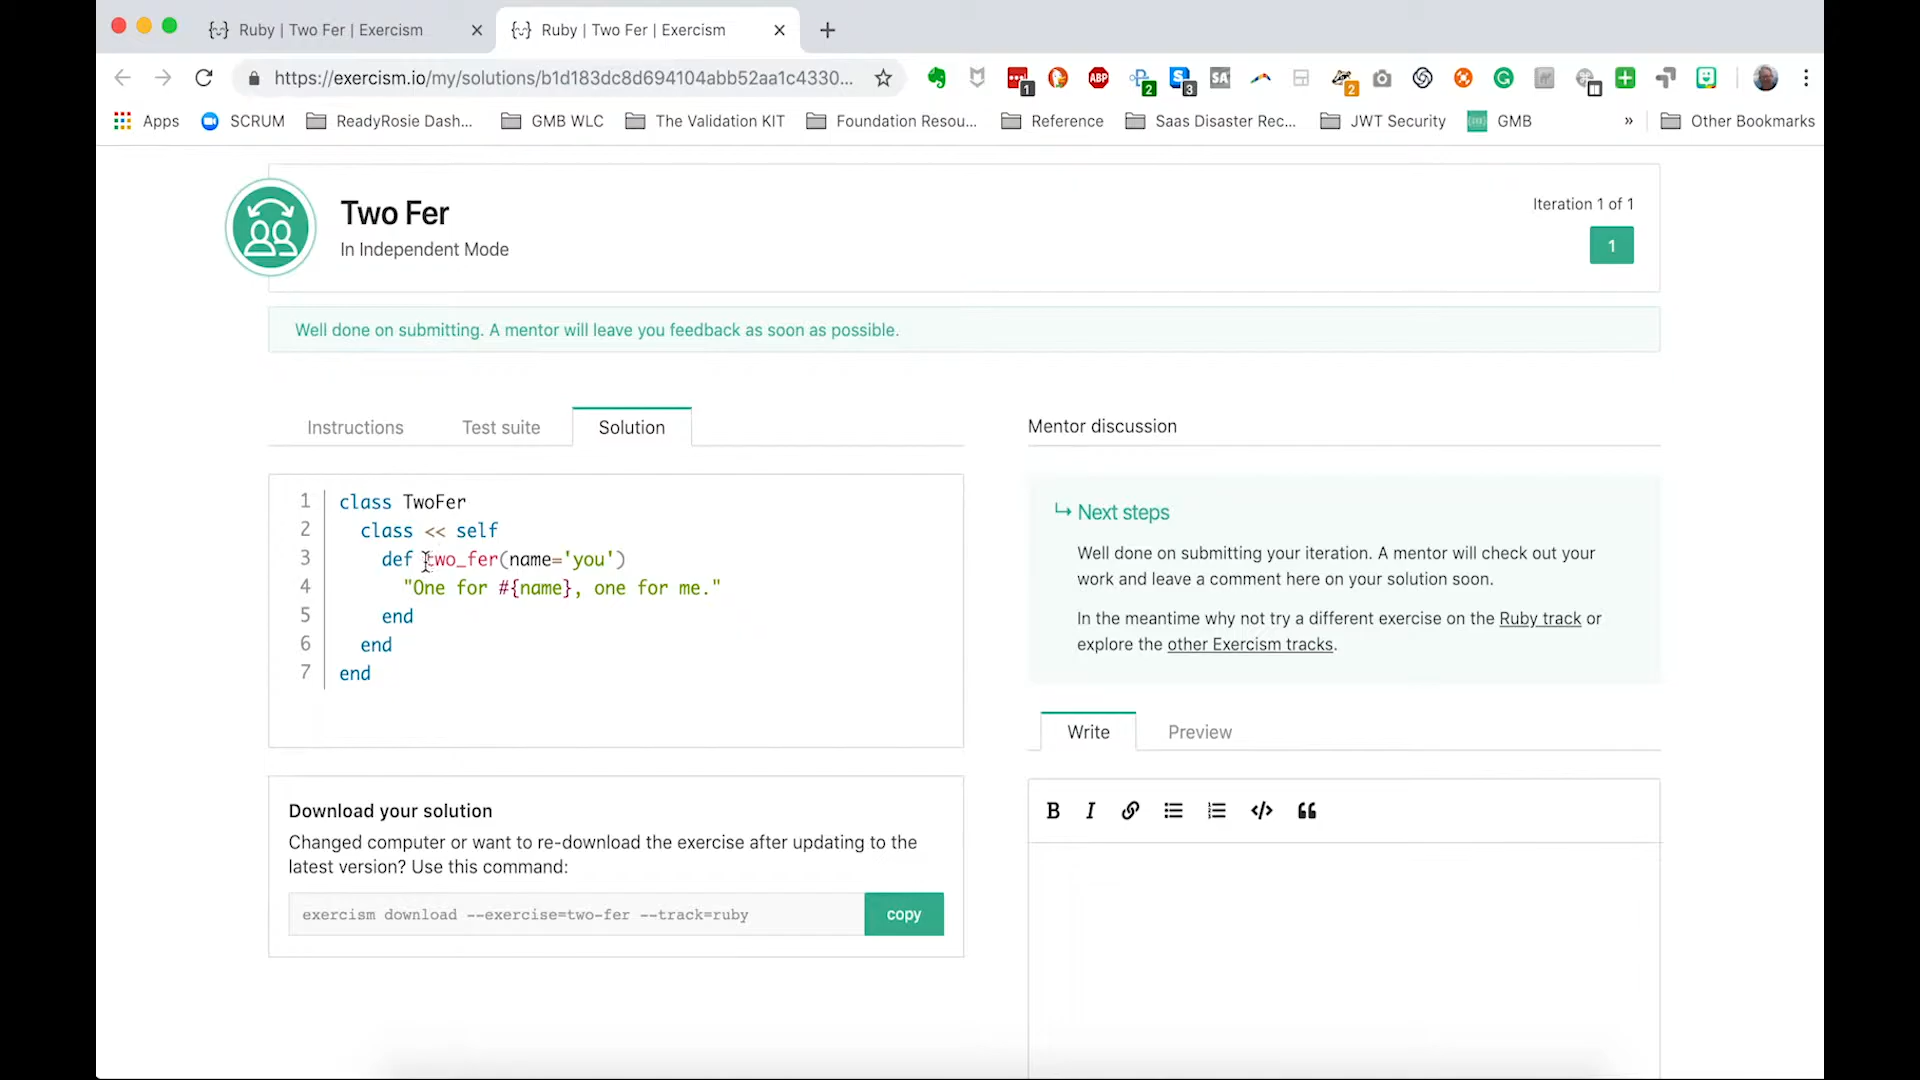 Ruby | Two Fer | Exercism
Ruby | Two Fer | Exercism
https://exercism.io/my/solutions/b1d183dc8d694104abb52aa1c4330...
ABP
1
2
3
SA
2
Apps
SCRUM
ReadyRosie Dash...
GMB WLC
The Validation KIT
Foundation Resou...
Reference
Saas Disaster Rec...
JWT Security
GMB
»
Other Bookmarks
Two Fer
In Independent Mode
Iteration 1 of 1
1
Well done on submitting. A mentor will leave you feedback as soon as possible.
Instructions
Test suite
Solution
1 class TwoFer
2 class << self
3 def two_fer(name='you')
4 "One for #{name}, one for me."
5 end
6 end
7 end
Download your solution
Changed computer or want to re-download the exercise after updating to the
latest version? Use this command:
exercism download --exercise=two-fer --track=ruby
copy
Mentor discussion
Next steps
Well done on submitting your iteration. A mentor will check out your
work and leave a comment here on your solution soon.
In the meantime why not try a different exercise on the Ruby track or
explore the other Exercism tracks.
Write
Preview
B I
</>